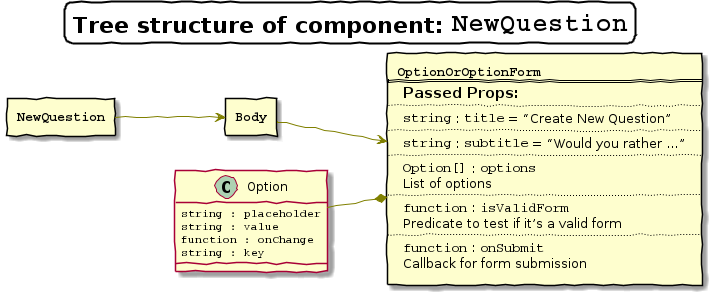 Tree structure of component: NewQuestion
NewQuestion
Body
OptionOrOptionForm
Passed Props:
string : title = “Create New Question”
string : subtitle = “Would you rather ...”
Option[] : options
List of options
function : isValidForm
Predicate to test if it’s a valid form
function : onSubmit
Callback for form submission
C Option
string : placeholder
string : value
function : onChange
string : key